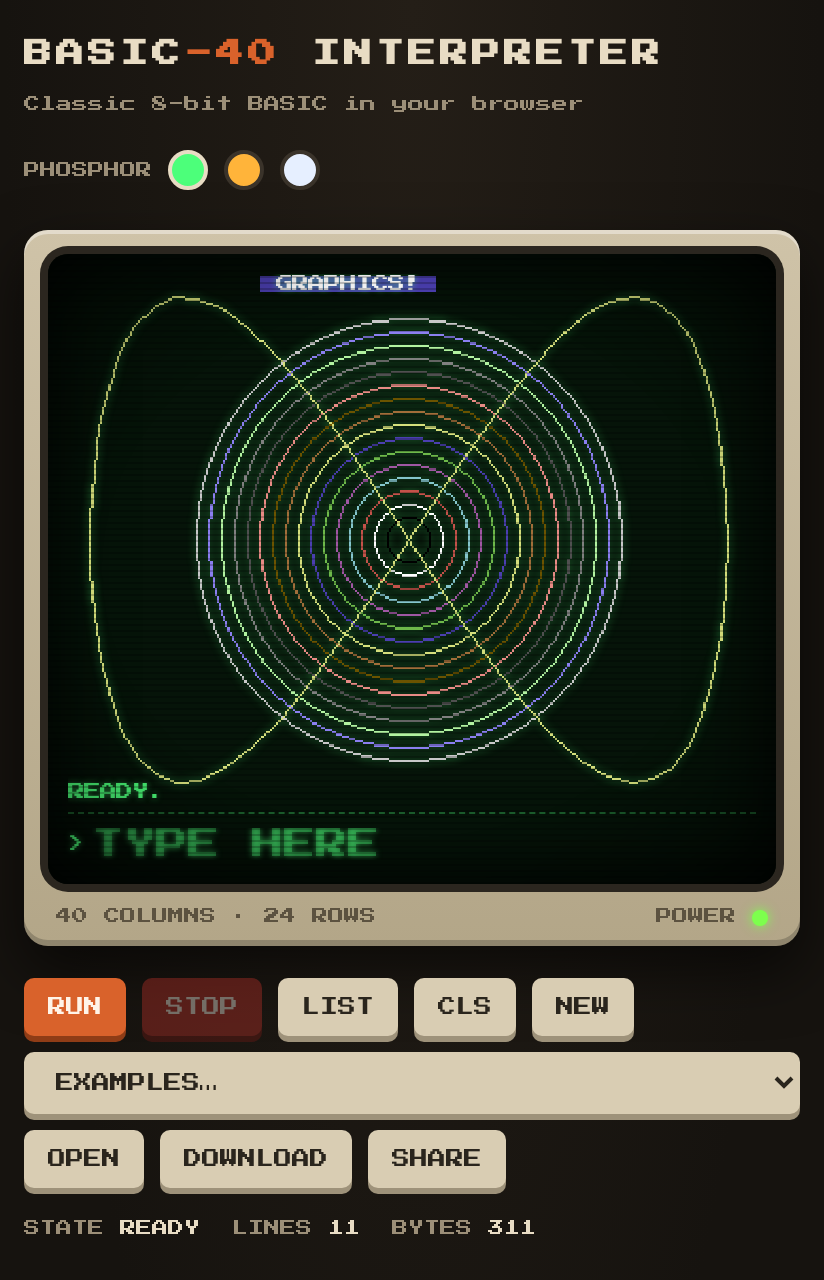 BASIC-40 INTERPRETER
Classic 8-bit BASIC in your browser
PHOSPHOR
GRAPHICS!
READY.
> TYPE HERE
40 COLUMNS · 24 ROWS POWER
RUN STOP LIST CLS NEW
EXAMPLES…
OPEN DOWNLOAD SHARE
STATE READY LINES 11 BYTES 311